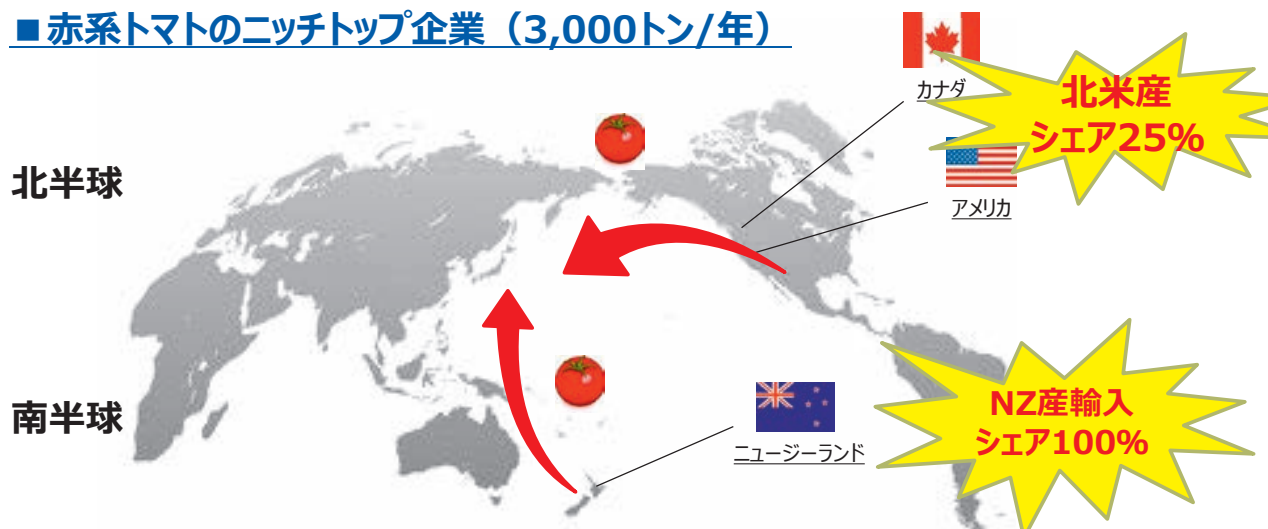 ■赤系トマトのニッチトップ企業（3,000トン/年）
カナダ
北米産
シェア25%
北半球
アメリカ
NZ産輸入
シェア100%
南半球
ニュージーランド